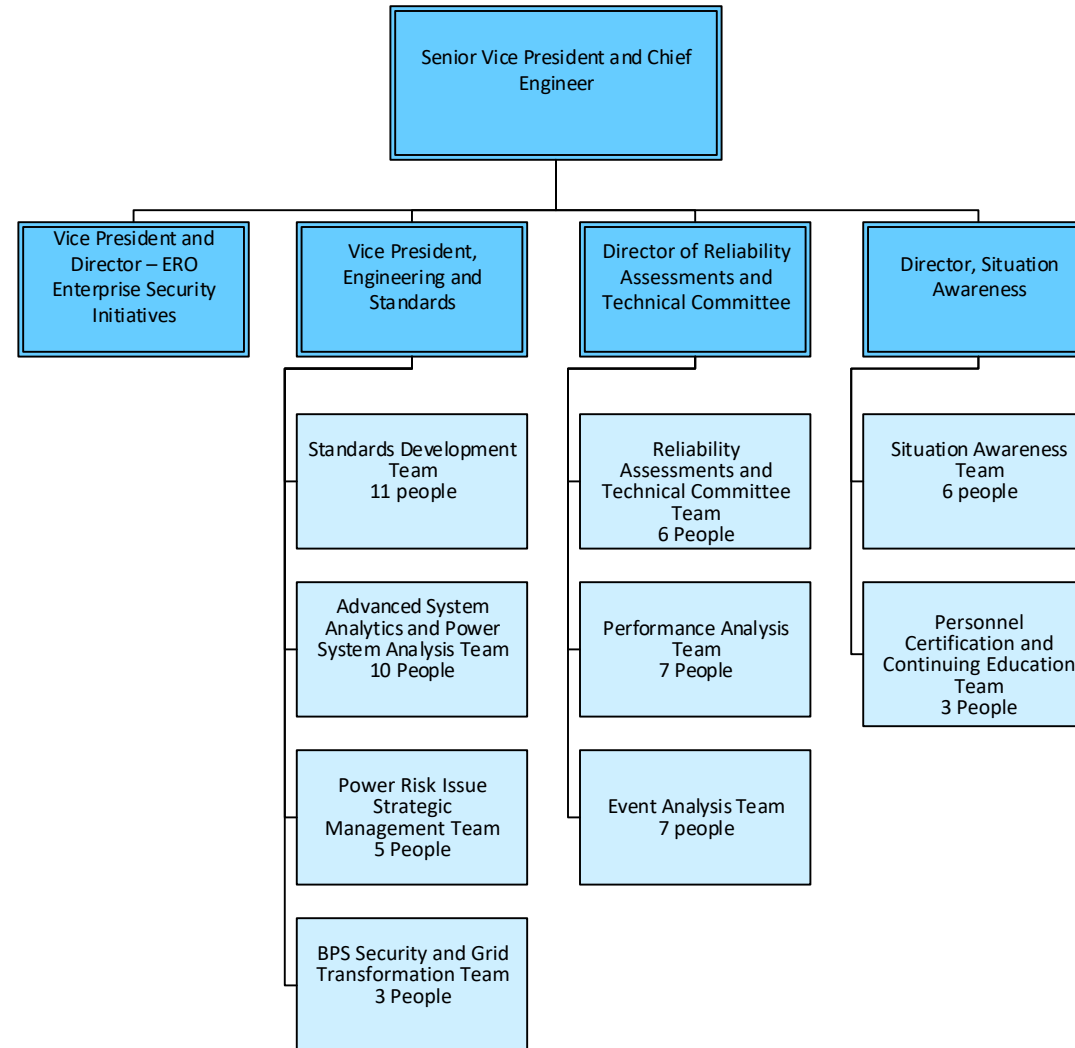 Senior Vice President and Chief
Engineer
Vice President and
Director – ERO
Enterprise Security
Initiatives
Vice President,
Engineering and
Standards
Director of Reliability
Assessments and
Technical Committee
Director, Situation
Awareness
Standards Development
Team
11 people
Advanced System
Analytics and Power
System Analysis Team
10 People
Power Risk Issue
Strategic
Management Team
5 People
BPS Security and Grid
Transformation Team
3 People
Reliability
Assessments and
Technical Committee
Team
6 People
Performance Analysis
Team
7 People
Event Analysis Team
7 people
Situation Awareness
Team
6 people
Personnel
Certification and
Continuing Education
Team
3 People